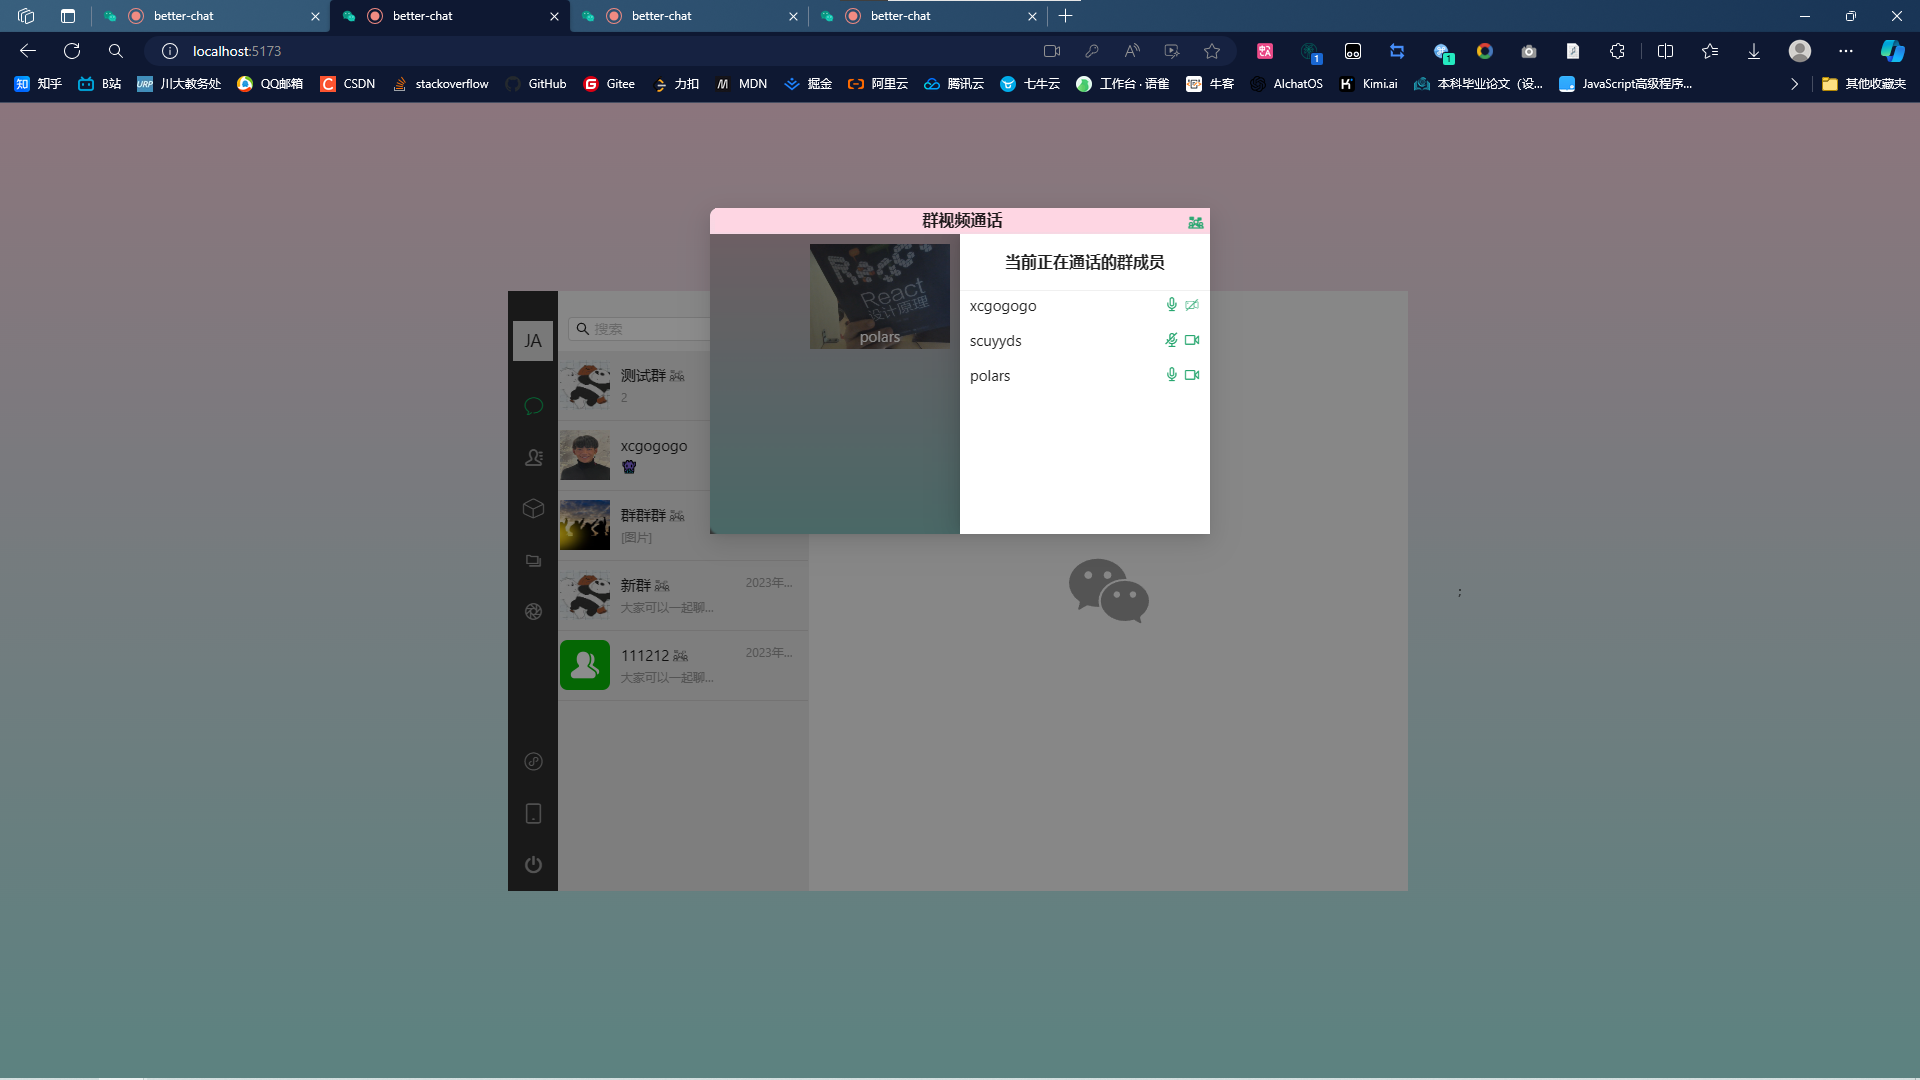 better-chat
better-chat
better-chat
better-chat
localhost:5173
1
1
知 知乎
B站
URP 川大教务处
QQ邮箱
C CSDN
stackoverflow
GitHub
G Gitee
力扣
M MDN
掘金
阿里云
腾讯云
七牛云
工作台 · 语雀
牛客
AIchatOS
K Kimi.ai
本科毕业论文（设...
JavaScript高级程序...
其他收藏夹
群视频通话
React
设计原理
polars
当前正在通话的群成员
xcgogogo
scuyyds
polars
JA
搜索
测试群
2
xcgogogo
群群群
[图片]
新群
2023年...
大家可以一起聊...
111212
2023年...
大家可以一起聊...
;